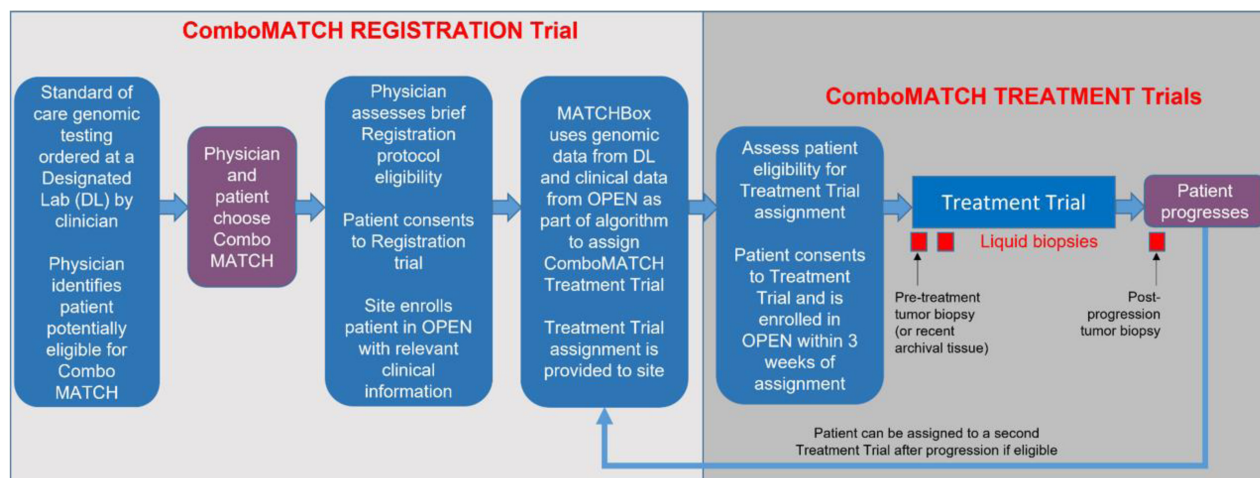 ComboMATCH REGISTRATION Trial
Standard of
care genomic
testing
ordered at a
Designated
Lab (DL) by
clinician
Physician
identifies
patient
potentially
eligible for
Combo
MATCH
Physician
and
patient
choose
Combo
MATCH
Physician
assesses brief
Registration
protocol
eligibility
Patient consents
to Registration
trial
Site enrolls
patient in OPEN
with relevant
clinical
information
MATCHBox
uses genomic
data from DL
and clinical data
from OPEN as
part of algorithm
to assign
ComboMATCH
Treatment Trial
Treatment Trial
assignment is
provided to site
ComboMATCH TREATMENT Trials
Assess patient
eligibility for
Treatment Trial
assignment
Patient consents
to Treatment
Trial and is
enrolled in
OPEN within 3
weeks of
assignment
Treatment Trial
Liquid biopsies
Pre-treatment
tumor biopsy
(or recent
archival tissue)
Patient
progresses
Post-
progression
tumor biopsy
Patient can be assigned to a second
Treatment Trial after progression if eligible